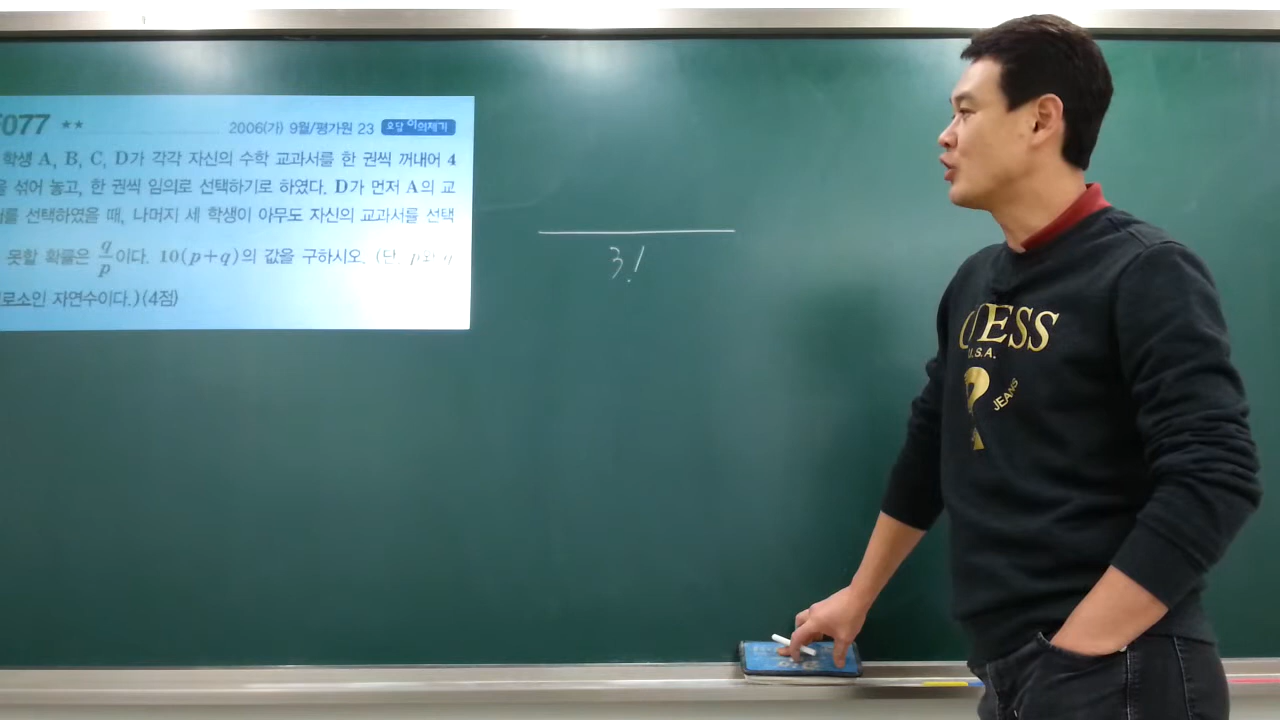 077 ★★ 2006(가) 9월/평가원 23 오답 이의제기
학생 A, B, C, D가 각각 자신의 수학 교과서를 한 권씩 꺼내어 4
섞어 놓고, 한 권씩 임의로 선택하기로 하였다. D가 먼저 A의 교
를 선택하였을 때, 나머지 세 학생이 아무도 자신의 교과서를 선택
못할 확률은 q/p이다. 10(p+q)의 값을 구하시오. (단
로소인 자연수이다.)(4점)
3!
GUESS
U.S.A.
?
JEANS